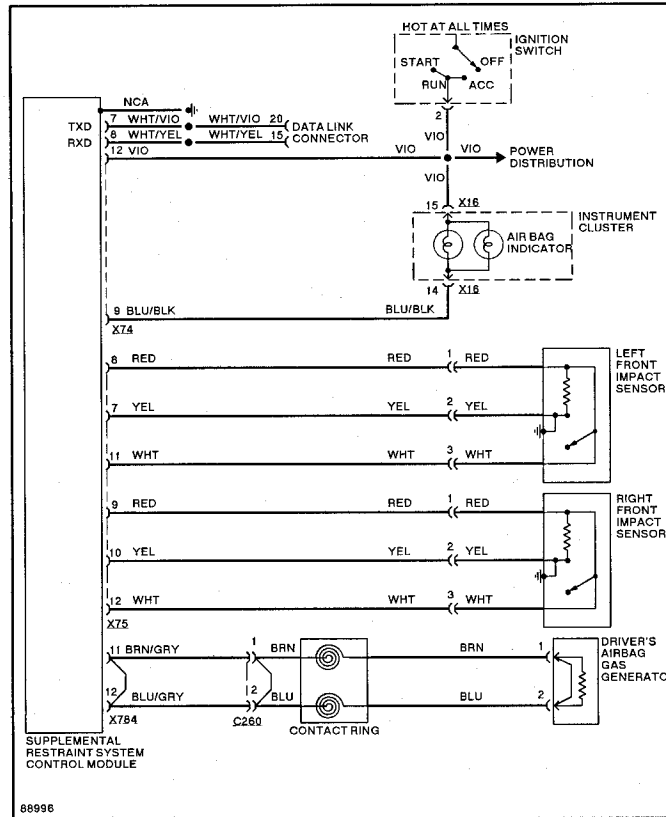 HOT AT ALL TIMES
IGNITION
SWITCH
START
OFF
RUN
ACC
2
NCA
TXD
7 WHT/VIO WHT/VIO 20
DATA LINK
CONNECTOR
RXD
8 WHT/YEL WHT/YEL 15
12 VIO
VIO
VIO
VIO
POWER
DISTRIBUTION
VIO
15 X16
INSTRUMENT
CLUSTER
AIR BAG
INDICATOR
14 X16
9 BLU/BLK BLU/BLK
X74
8 RED RED 1 RED
LEFT
FRONT
IMPACT
SENSOR
7 YEL YEL 2 YEL
11 WHT WHT 3 WHT
9 RED RED 1 RED
RIGHT
FRONT
IMPACT
SENSOR
10 YEL YEL 2 YEL
12 WHT WHT 3 WHT
X75
11 BRN/GRY 1 BRN BRN 1
DRIVER'S
AIRBAG
GAS
GENERATO
12 BLU/GRY 2 BLU BLU 2
X784
C260
CONTACT RING
SUPPLEMENTAL
RESTRAINT SYSTEM
CONTROL MODULE
88996